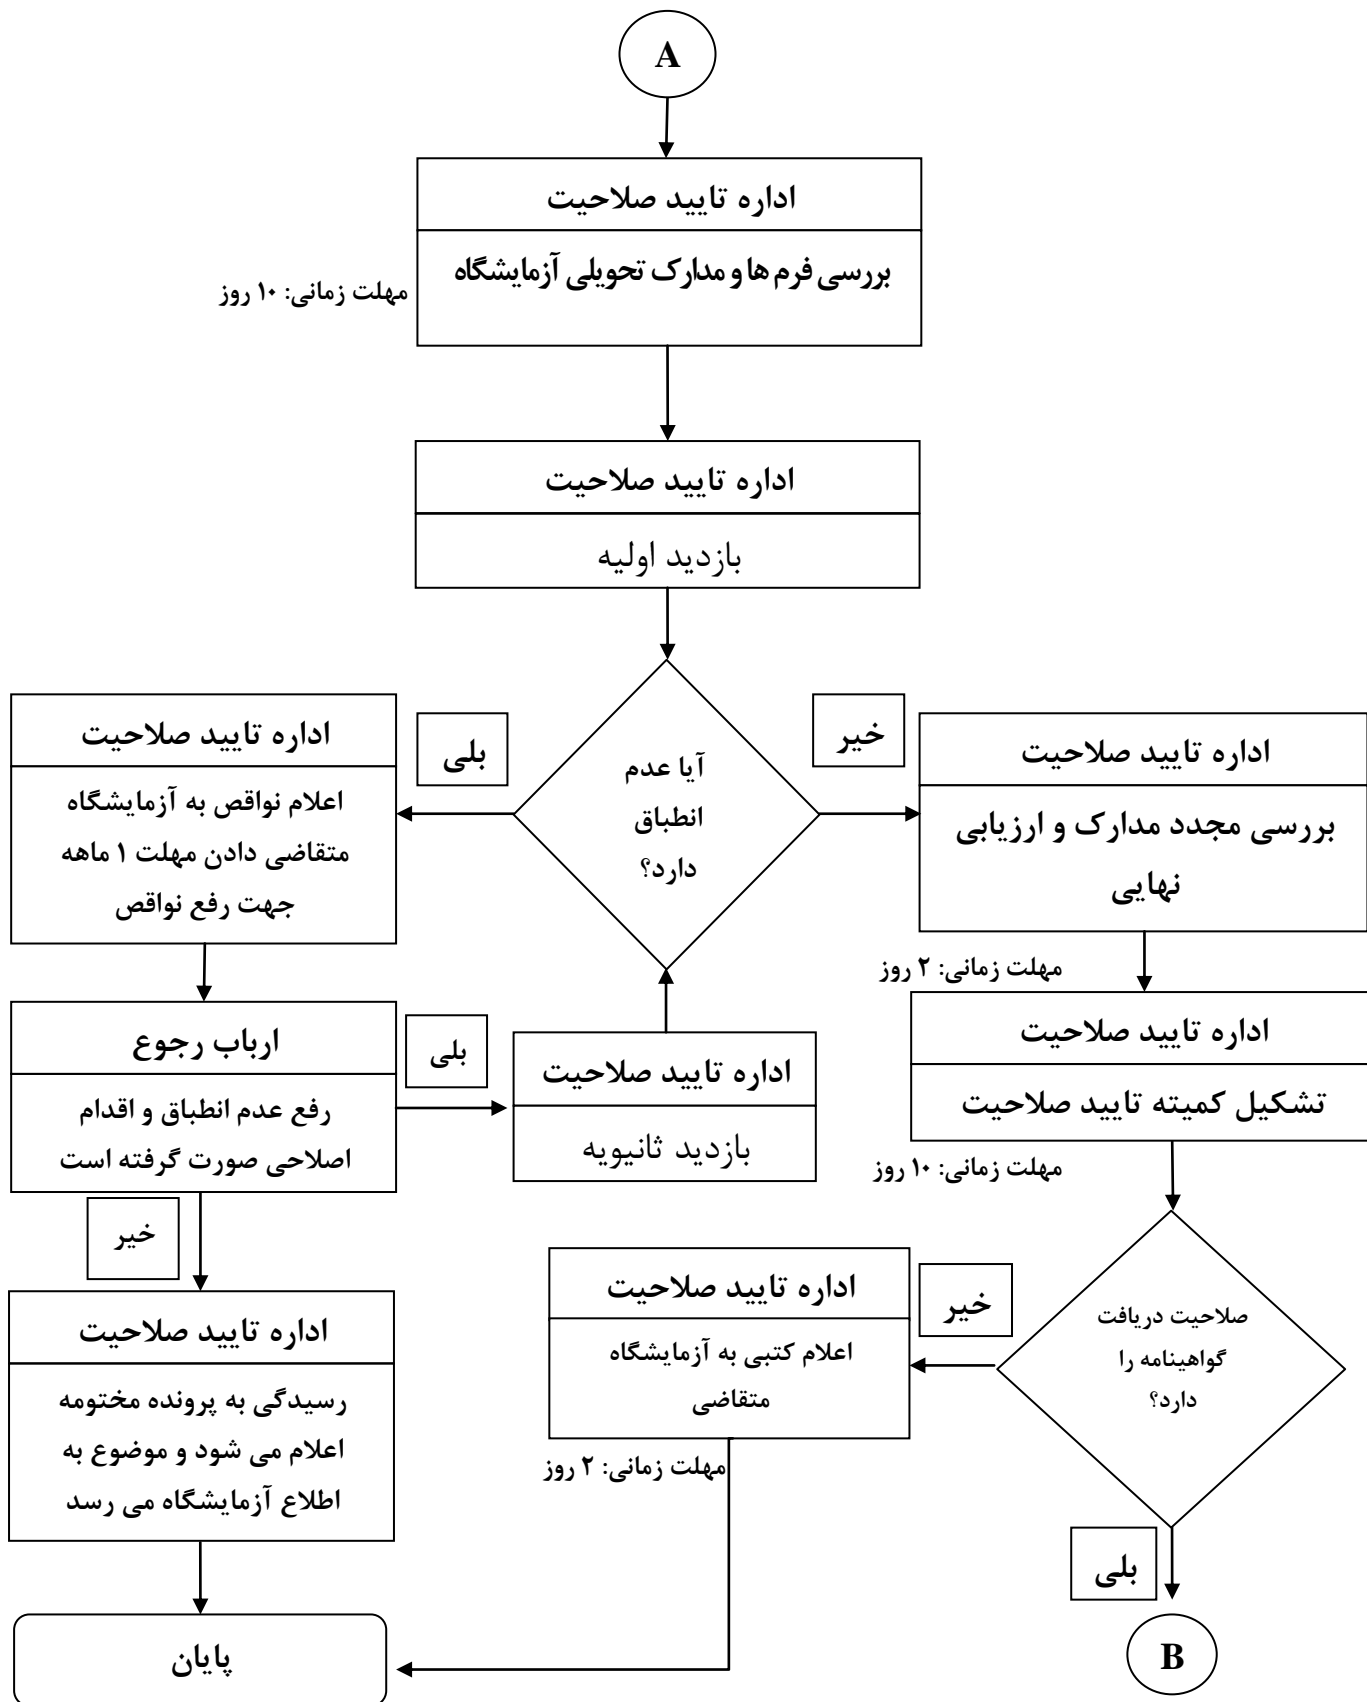 A
اداره تایید صلاحیت
بررسی فرم ها و مدارک تحویلی آزمایشگاه
مهلت زمانی: ۱۰ روز
اداره تایید صلاحیت
بازدید اولیه
آیا عدم
انطباق
دارد؟
خیر
اداره تایید صلاحیت
بررسی مجدد مدارک و ارزیابی
نهایی
مهلت زمانی: ۲ روز
اداره تایید صلاحیت
تشکیل کمیته تایید صلاحیت
مهلت زمانی: ۱۰ روز
صلاحیت دریافت
گواهینامه را
دارد؟
بلی
B
خیر
اداره تایید صلاحیت
اعلام کتبی به آزمایشگاه
متقاضی
مهلت زمانی: ۲ روز
بلی
اداره تایید صلاحیت
اعلام نواقص به آزمایشگاه
متقاضی دادن مهلت ۱ ماهه
جهت رفع نواقص
ارباب رجوع
رفع عدم انطباق و اقدام
اصلاحی صورت گرفته است
بلی
اداره تایید صلاحیت
بازدید ثانیویه
خیر
اداره تایید صلاحیت
رسیدگی به پرونده مختومه
اعلام می شود و موضوع به
اطلاع آزمایشگاه می رسد
پایان